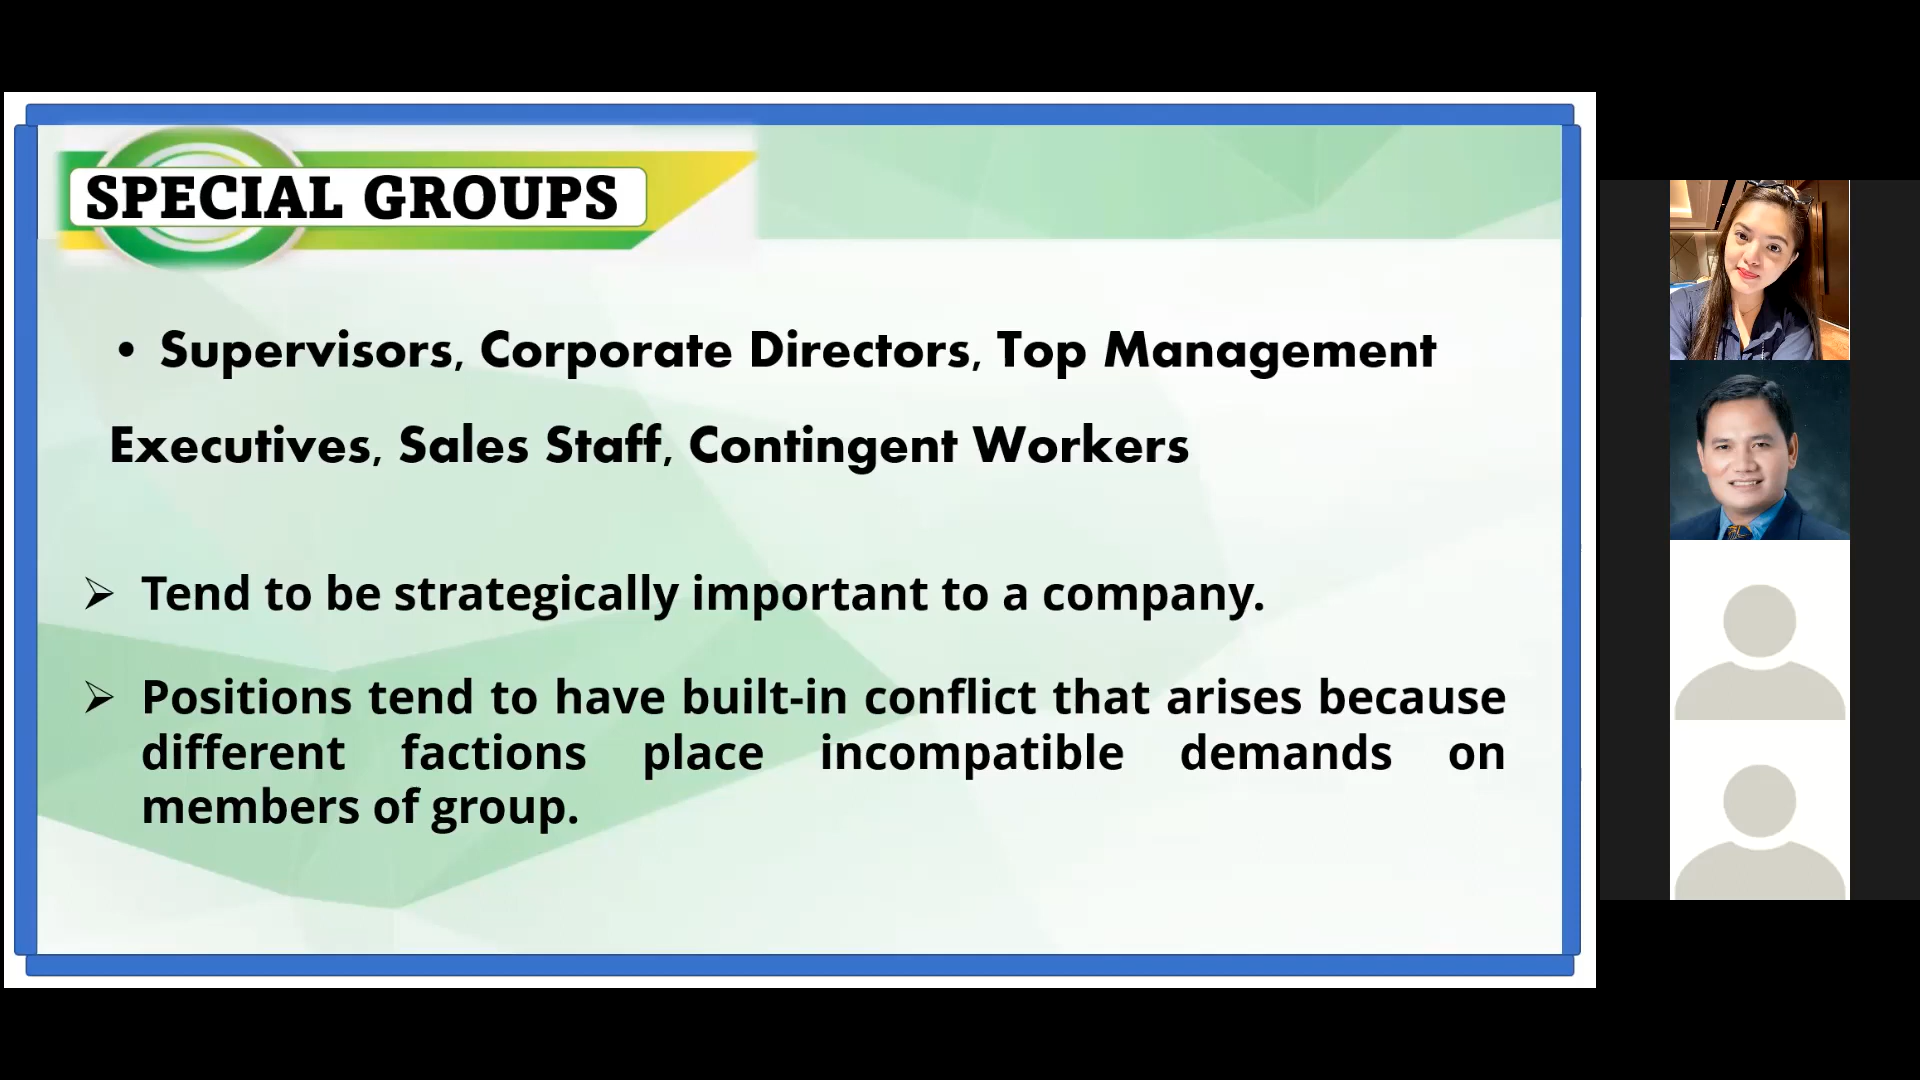 SPECIAL GROUPS
• Supervisors, Corporate Directors, Top Management
Executives, Sales Staff, Contingent Workers
➢ Tend to be strategically important to a company.
➢ Positions tend to have built-in conflict that arises because
different factions place incompatible demands on
members of group.